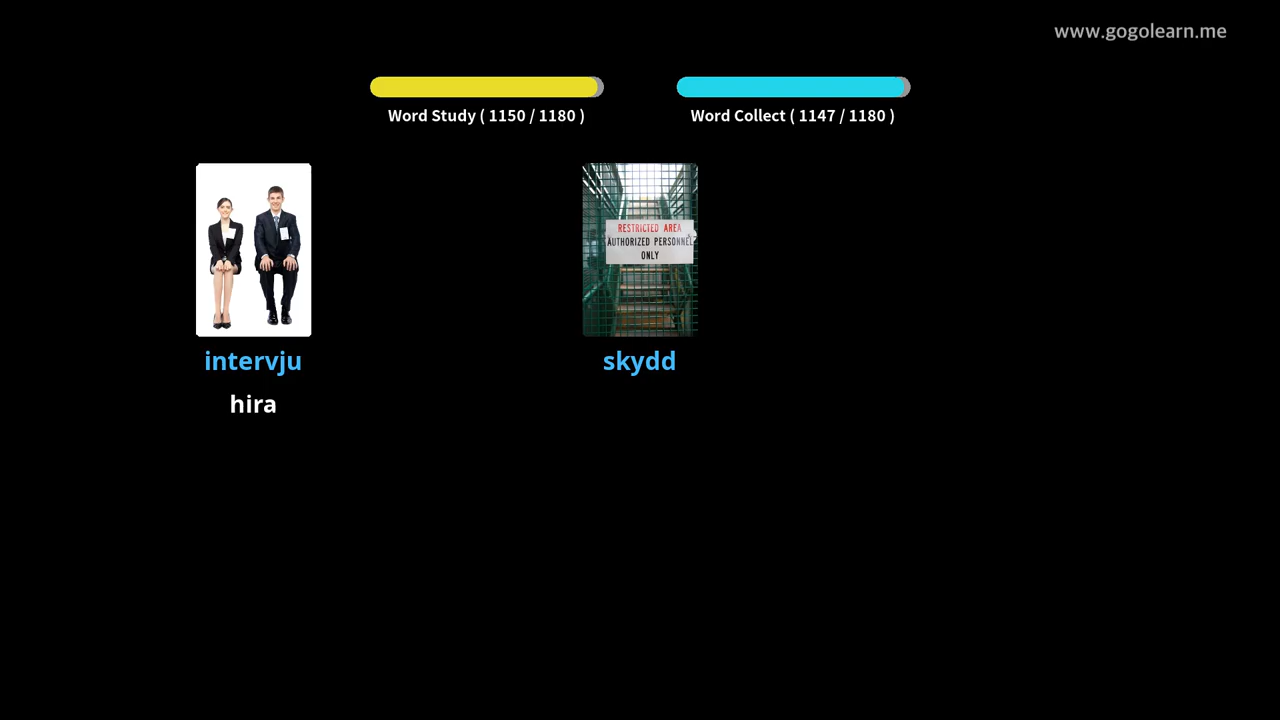 www.gogolearn.me
Word Study ( 1150 / 1180 )
Word Collect ( 1147 / 1180 )
RESTRICTED AREA
AUTHORIZED PERSONNEL
ONLY
intervju
skydd
hira